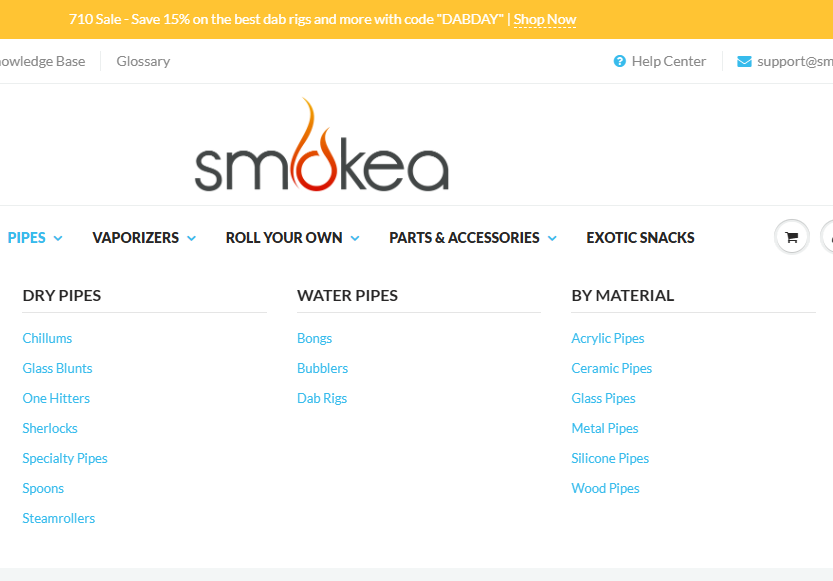 710 Sale - Save 15% on the best dab rigs and more with code "DABDAY" | Shop Now
Base Glossary Help Center
smokea
PIPES VAPORIZERS ROLL YOUR OWN PARTS & ACCESSORIES EXOTIC SNACKS
DRY PIPES
Chillums
Glass Blunts
One Hitters
Sherlocks
Specialty Pipes
Spoons
Steamrollers
WATER PIPES
Bongs
Bubblers
Dab Rigs
BY MATERIAL
Acrylic Pipes
Ceramic Pipes
Glass Pipes
Metal Pipes
Silicone Pipes
Wood Pipes